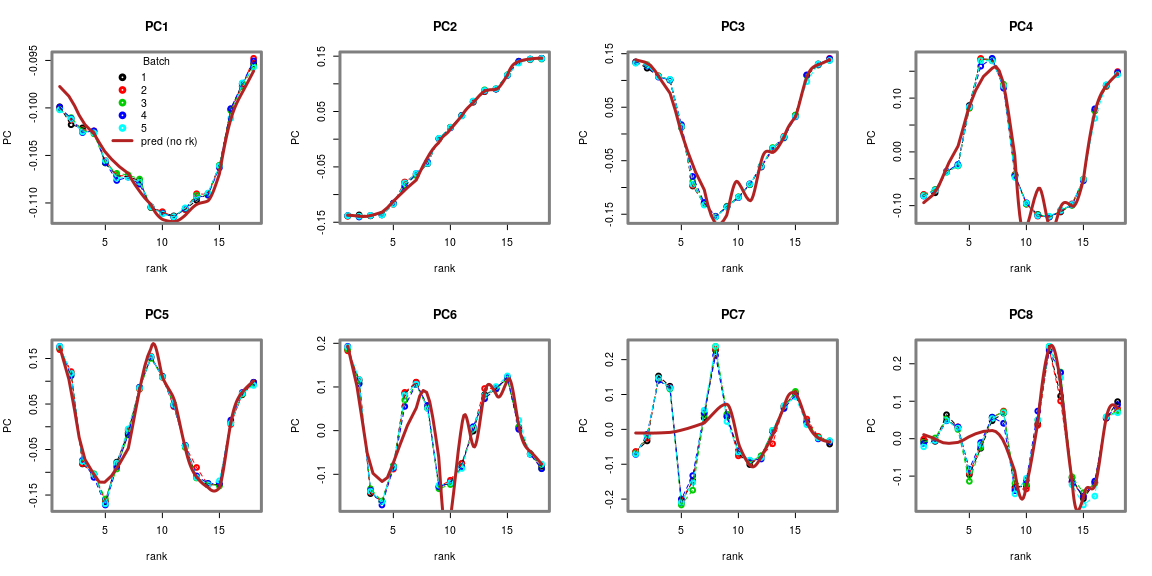 PC1
PC2
PC3
PC4
Batch
1
2
3
4
5
pred (no rk)
PC
-0.095
-0.100
-0.105
-0.110
5
10
15
rank
PC
0.15
0.05
-0.05
-0.15
5
10
15
rank
PC
0.15
0.05
-0.05
-0.15
5
10
15
rank
PC
0.10
0.00
-0.10
5
10
15
rank
PC5
PC6
PC7
PC8
PC
0.15
0.05
-0.05
-0.15
5
10
15
rank
PC
0.2
0.1
0.0
-0.1
5
10
15
rank
PC
0.2
0.1
0.0
-0.1
-0.2
5
10
15
rank
PC
0.2
0.1
0.0
-0.1
5
10
15
rank